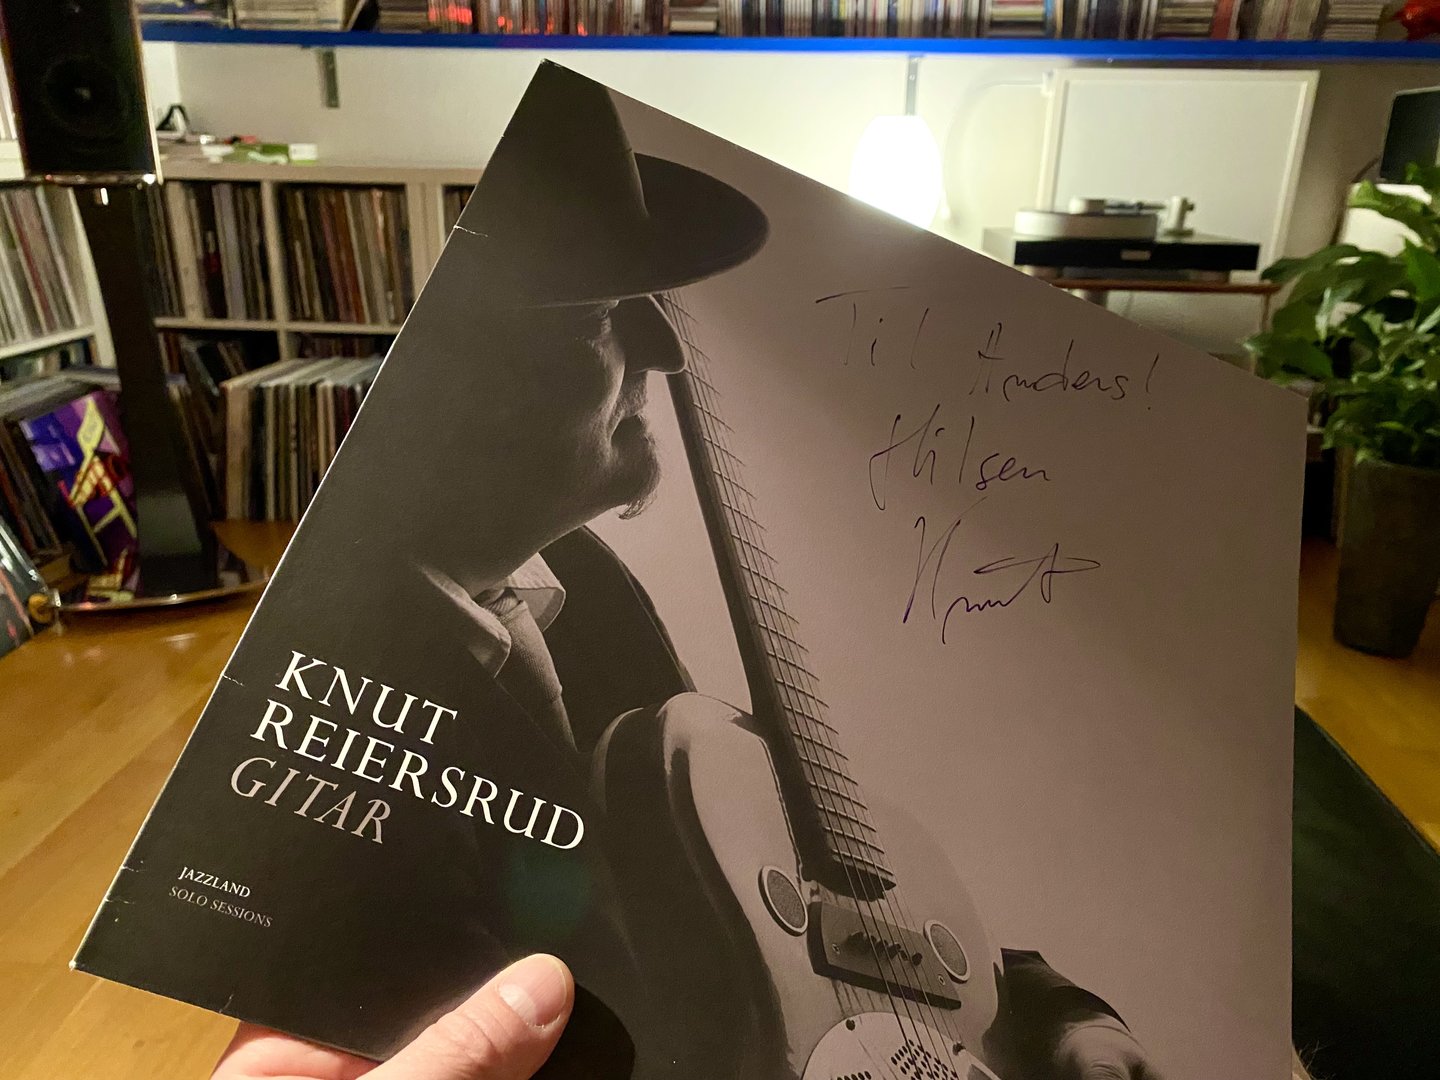 Til Anders!
Hilsen
Knut
KNUT
REIERSRUD
GITAR
JAZZLAND
SOLO SESSIONS